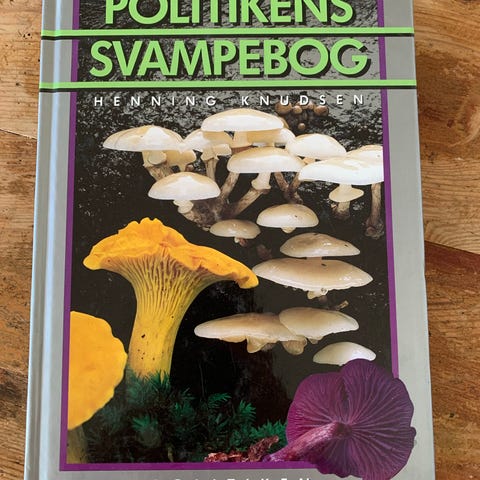 POLITIKENS
SVAMPEBOG
HENNING KNUDSEN